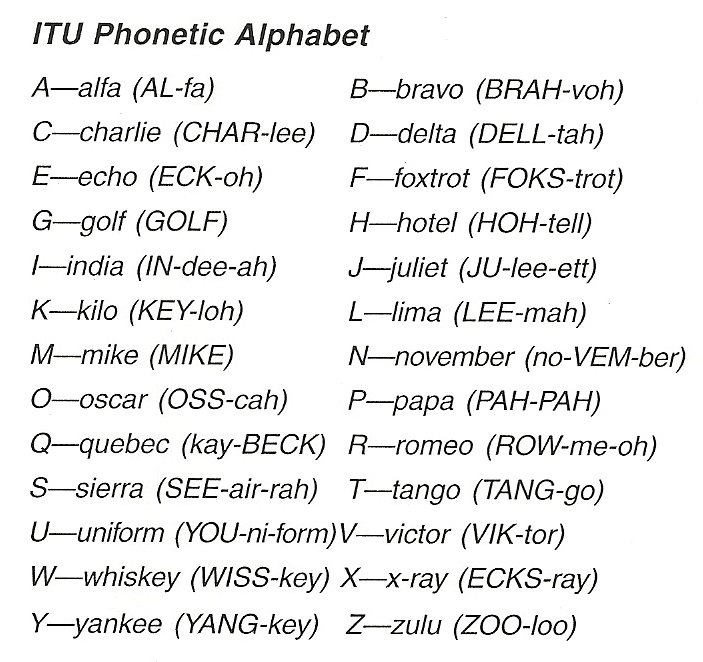 ITU Phonetic Alphabet
A—alfa (AL-fa) B—bravo (BRAH-voh)
C—charlie (CHAR-lee) D—delta (DELL-tah)
E—echo (ECK-oh) F—foxtrot (FOKS-trot)
G—golf (GOLF) H—hotel (HOH-tell)
I—india (IN-dee-ah) J—juliet (JU-lee-ett)
K—kilo (KEY-loh) L—lima (LEE-mah)
M—mike (MIKE) N—november (no-VEM-ber)
O—oscar (OSS-cah) P—papa (PAH-PAH)
Q—quebec (kay-BECK) R—romeo (ROW-me-oh)
S—sierra (SEE-air-rah) T—tango (TANG-go)
U—uniform (YOU-ni-form) V—victor (VIK-tor)
W—whiskey (WISS-key) X—x-ray (ECKS-ray)
Y—yankee (YANG-key) Z—zulu (ZOO-loo)